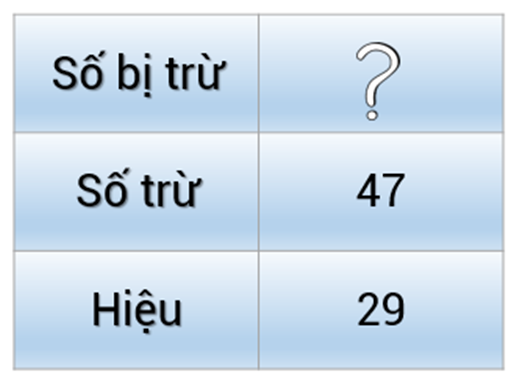 Số bị trừ ?
Số trừ 47
Hiệu 29